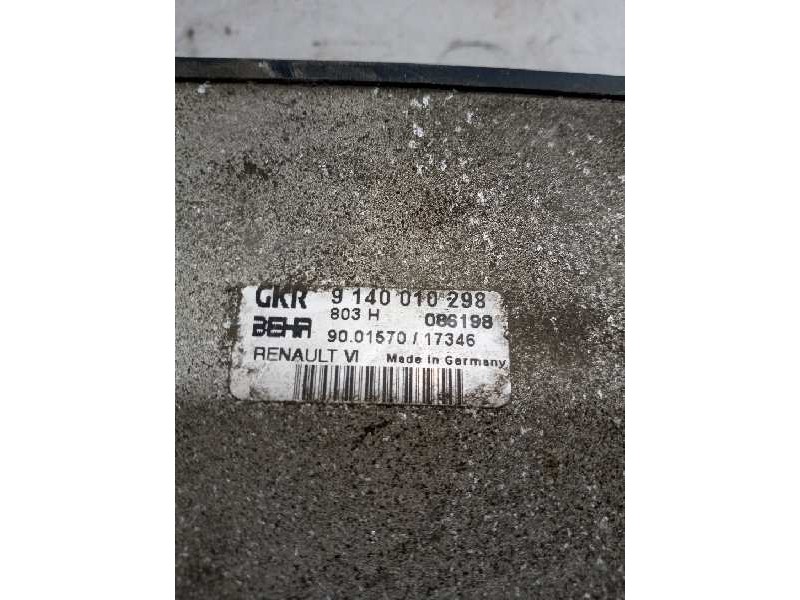 GKR 9 140 010 298
803 H 086198
BEHR 90.01570 / 17346
RENAULT VI Made in Germany